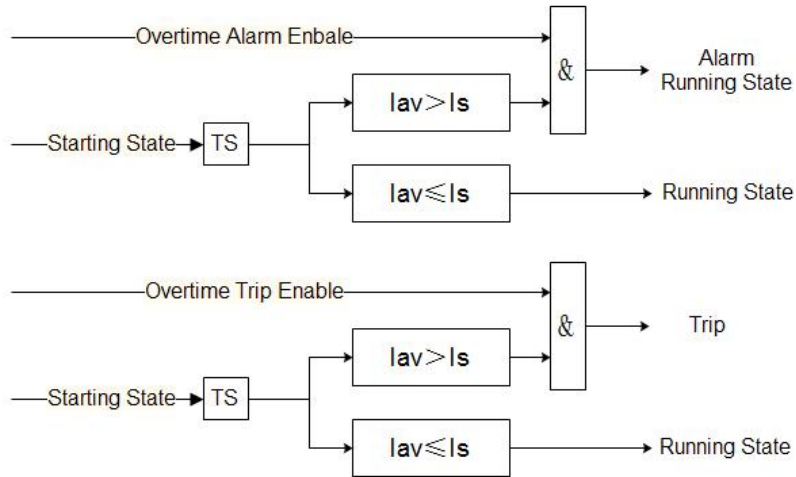 Overtime Alarm Enbale
&
Alarm
Running State
Iav>Is
Starting State
TS
Iav≤Is
Running State
Overtime Trip Enable
&
Trip
Iav>Is
Starting State
TS
Iav≤Is
Running State